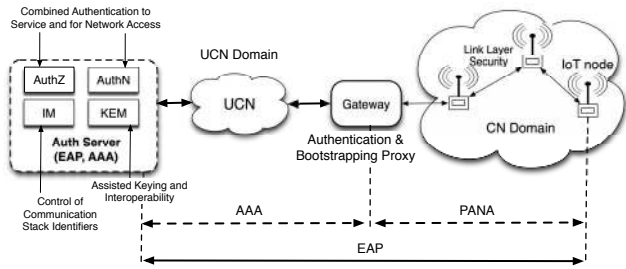 Combined Authentication to
Service and for Network Access
AuthZ
AuthN
IM
KEM
Auth Server
(EAP, AAA)
Assisted Keying and
Interoperability
Control of
Communication
Stack Identifiers
UCN Domain
UCN
Gateway
Authentication &
Bootstrapping Proxy
Link Layer
Security
IoT node
CN Domain
AAA
PANA
EAP